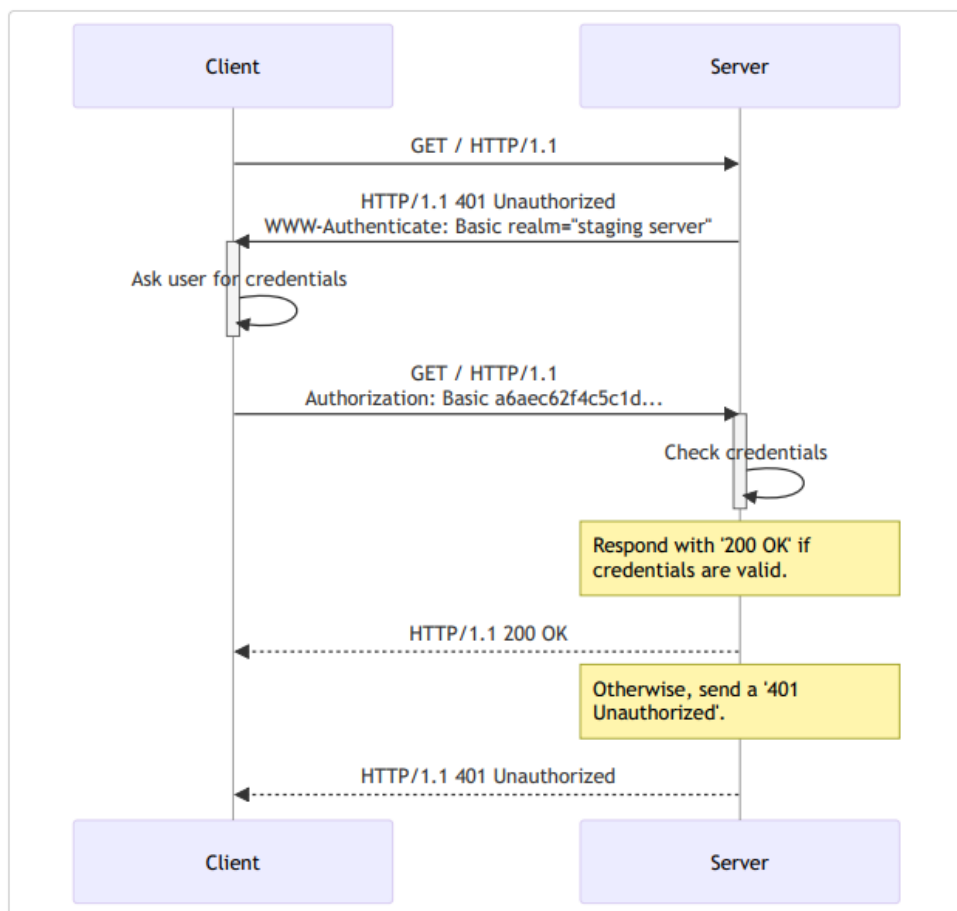 Client
Server
GET / HTTP/1.1
HTTP/1.1 401 Unauthorized
WWW-Authenticate: Basic realm="staging server"
Ask user for credentials
GET / HTTP/1.1
Authorization: Basic a6aec62f4c5c1d...
Check credentials
Respond with '200 OK' if
credentials are valid.
HTTP/1.1 200 OK
Otherwise, send a '401
Unauthorized'.
HTTP/1.1 401 Unauthorized
Client
Server